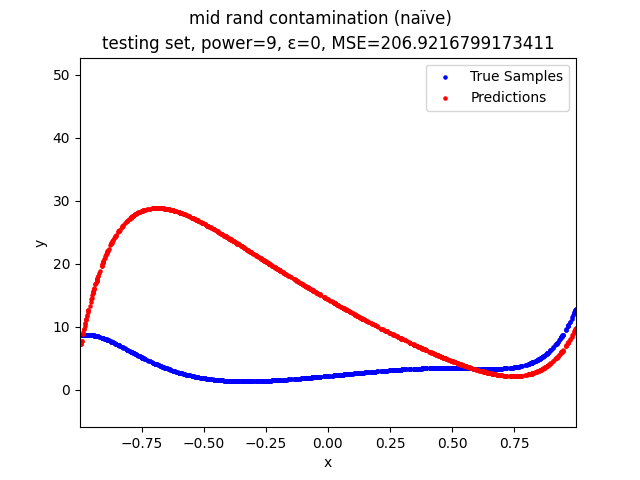 mid rand contamination (naïve)
testing set, power=9, ε=0, MSE=206.9216799173411
True Samples
Predictions
50
40
30
20
10
0
y
−0.75 −0.50 −0.25 0.00 0.25 0.50 0.75
x